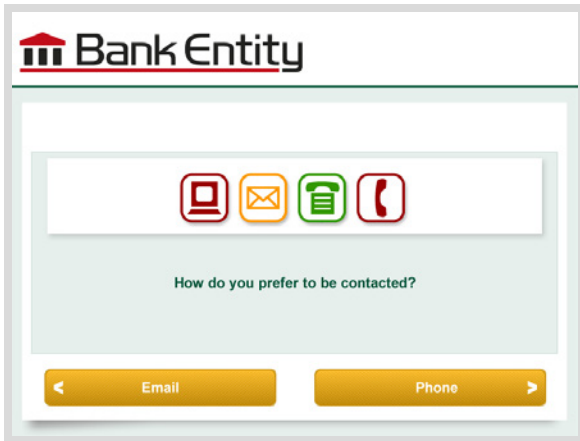 Bank Entity
How do you prefer to be contacted?
< Email
Phone >